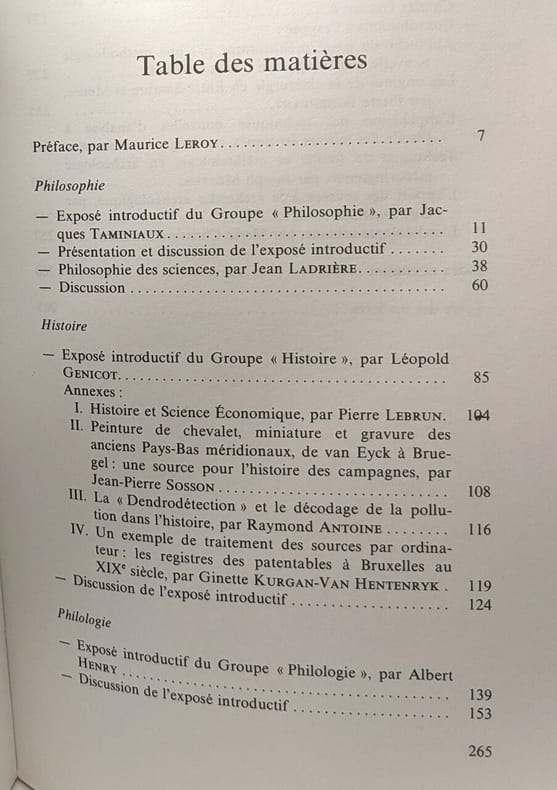 Table des matières
Préface, par Maurice LEROY............................ 7
Philosophie
— Exposé introductif du Groupe « Philosophie », par Jac-
ques TAMINIAUX.................................... 11
— Présentation et discussion de l'exposé introductif ....... 30
— Philosophie des sciences, par Jean LADRIÈRE........... 38
— Discussion ........................................ 60
Histoire
— Exposé introductif du Groupe « Histoire », par Léopold
GENICOT.......................................... 85
Annexes :
I. Histoire et Science Économique, par Pierre LEBRUN. 104
II. Peinture de chevalet, miniature et gravure des
anciens Pays-Bas méridionaux, de van Eyck à Brue-
gel : une source pour l'histoire des campagnes, par
Jean-Pierre SOSSON ............................. 108
III. La « Dendrodétection » et le décodage de la pollu-
tion dans l'histoire, par Raymond ANTOINE ........ 116
IV. Un exemple de traitement des sources par ordina-
teur : les registres des patentables à Bruxelles au
XIXe siècle, par Ginette KURGAN-VAN HENTENRYK . 119
— Discussion de l'exposé introductif .................... 124
Philologie
— Exposé introductif du Groupe « Philologie », par Albert
HENRY ........................................... 139
— Discussion de l'exposé introductif .................... 153
265